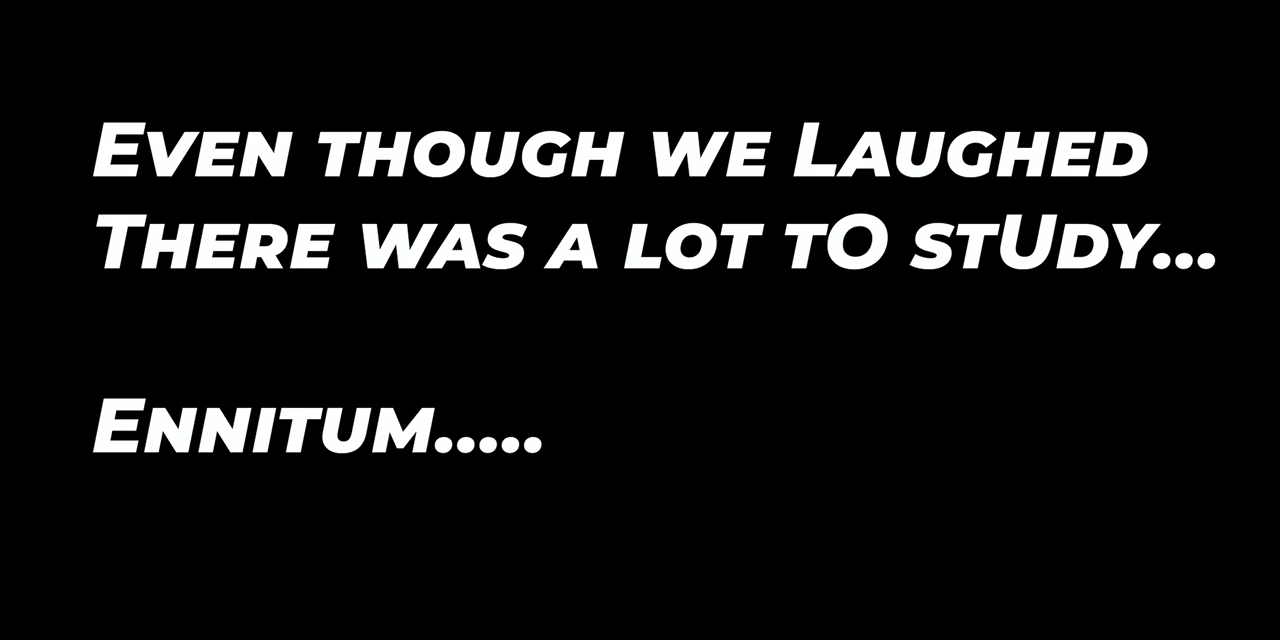 Even though we Laughed
There was a lot tO stUdy...
Ennitum.....